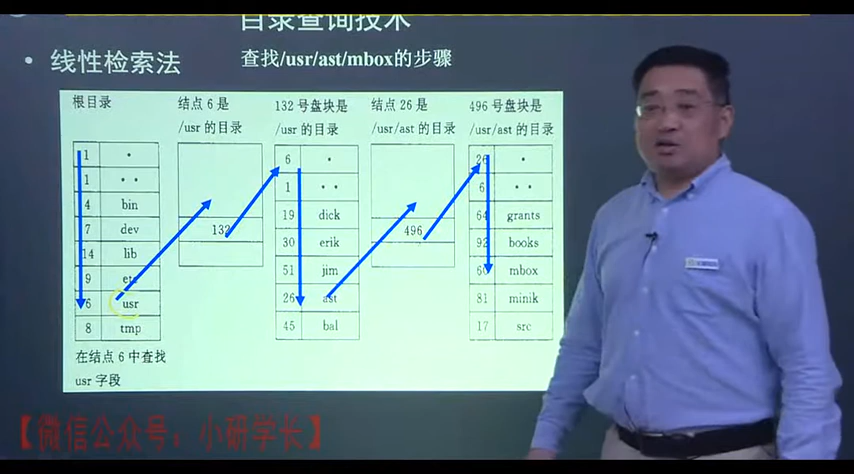 目录查询技术
• 线性检索法
查找/usr/ast/mbox的步骤
根目录
1 •
1 • •
4 bin
7 dev
14 lib
9 etc
6 usr
8 tmp
在结点 6 中查找
usr 字段
结点 6 是
/usr 的目录
132
132 号盘块是
/usr 的目录
6 •
1 • •
19 dick
30 erik
51 jim
26 ast
45 bal
结点 26 是
/usr/ast 的目录
496
496 号盘块是
/usr/ast 的目录
26 •
6 • •
64 grants
92 books
60 mbox
81 minik
17 src
【微信公众号:小研学长】